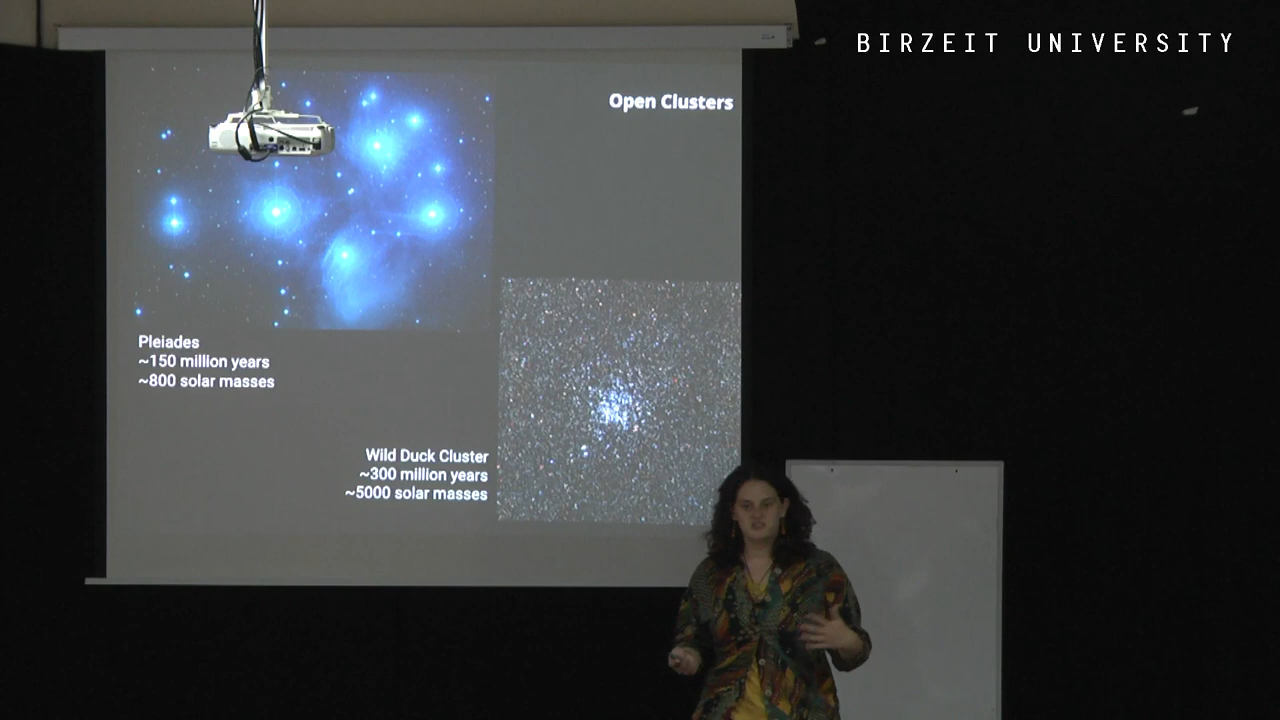 BIRZEIT UNIVERSITY
Open Clusters
Pleiades
~150 million years
~800 solar masses
Wild Duck Cluster
~300 million years
~5000 solar masses